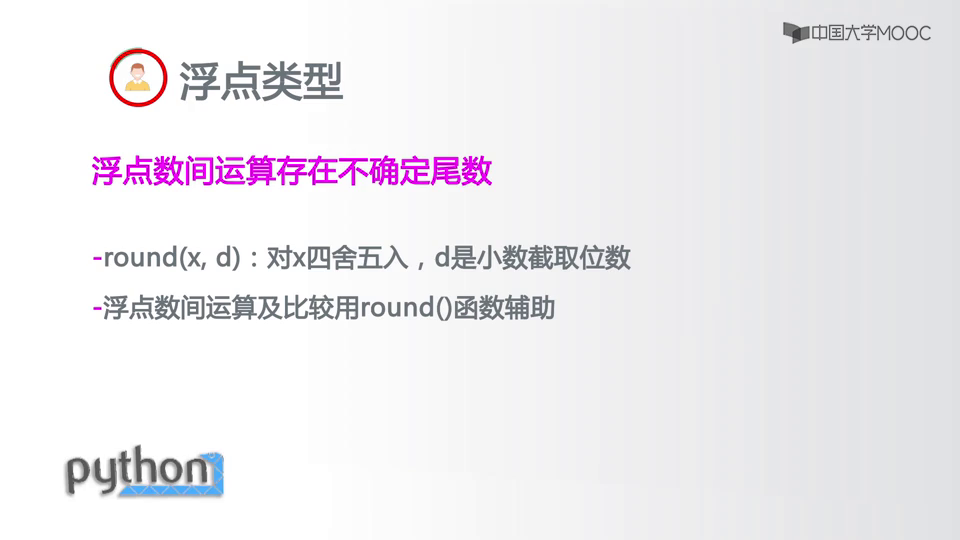 中国大学MOOC
浮点类型
浮点数间运算存在不确定尾数
-round(x, d)：对x四舍五入，d是小数截取位数
-浮点数间运算及比较用round()函数辅助
python